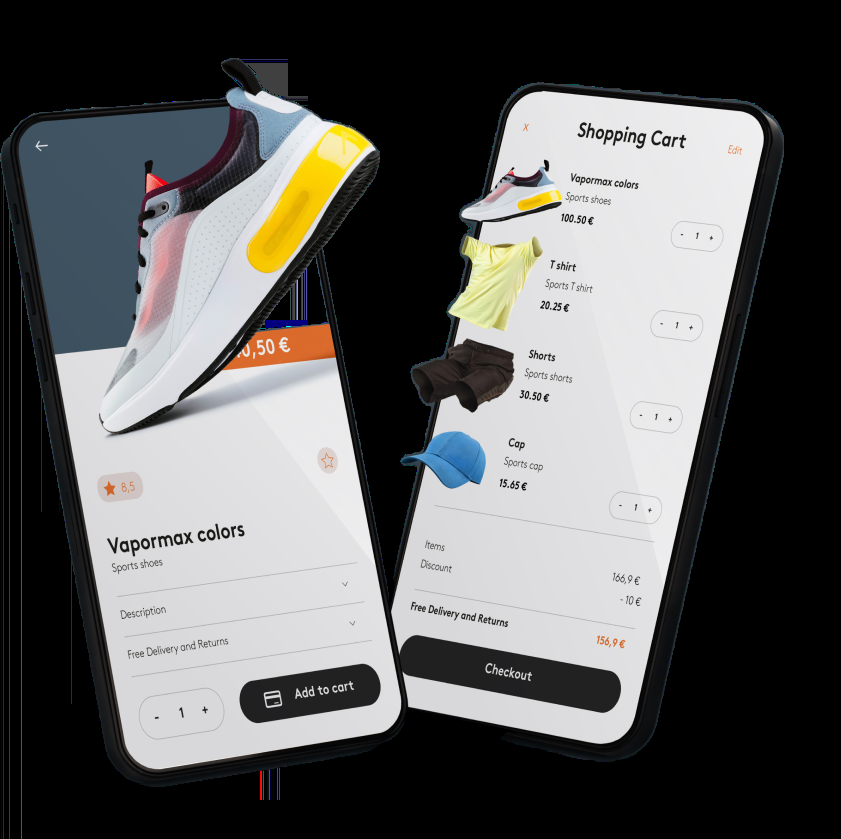 0,50 €
8,5
Vapormax colors
Sports shoes
Description
Free Delivery and Returns
- 1 +
Add to cart
X
Shopping Cart
Edit
Vapormax colors
Sports shoes
100.50 €
- 1 +
T shirt
Sports T shirt
20.25 €
- 1 +
Shorts
Sports shorts
30.50 €
- 1 +
Cap
Sports cap
15.65 €
- 1 +
Items
166,9 €
Discount
- 10 €
Free Delivery and Returns
156,9 €
Checkout